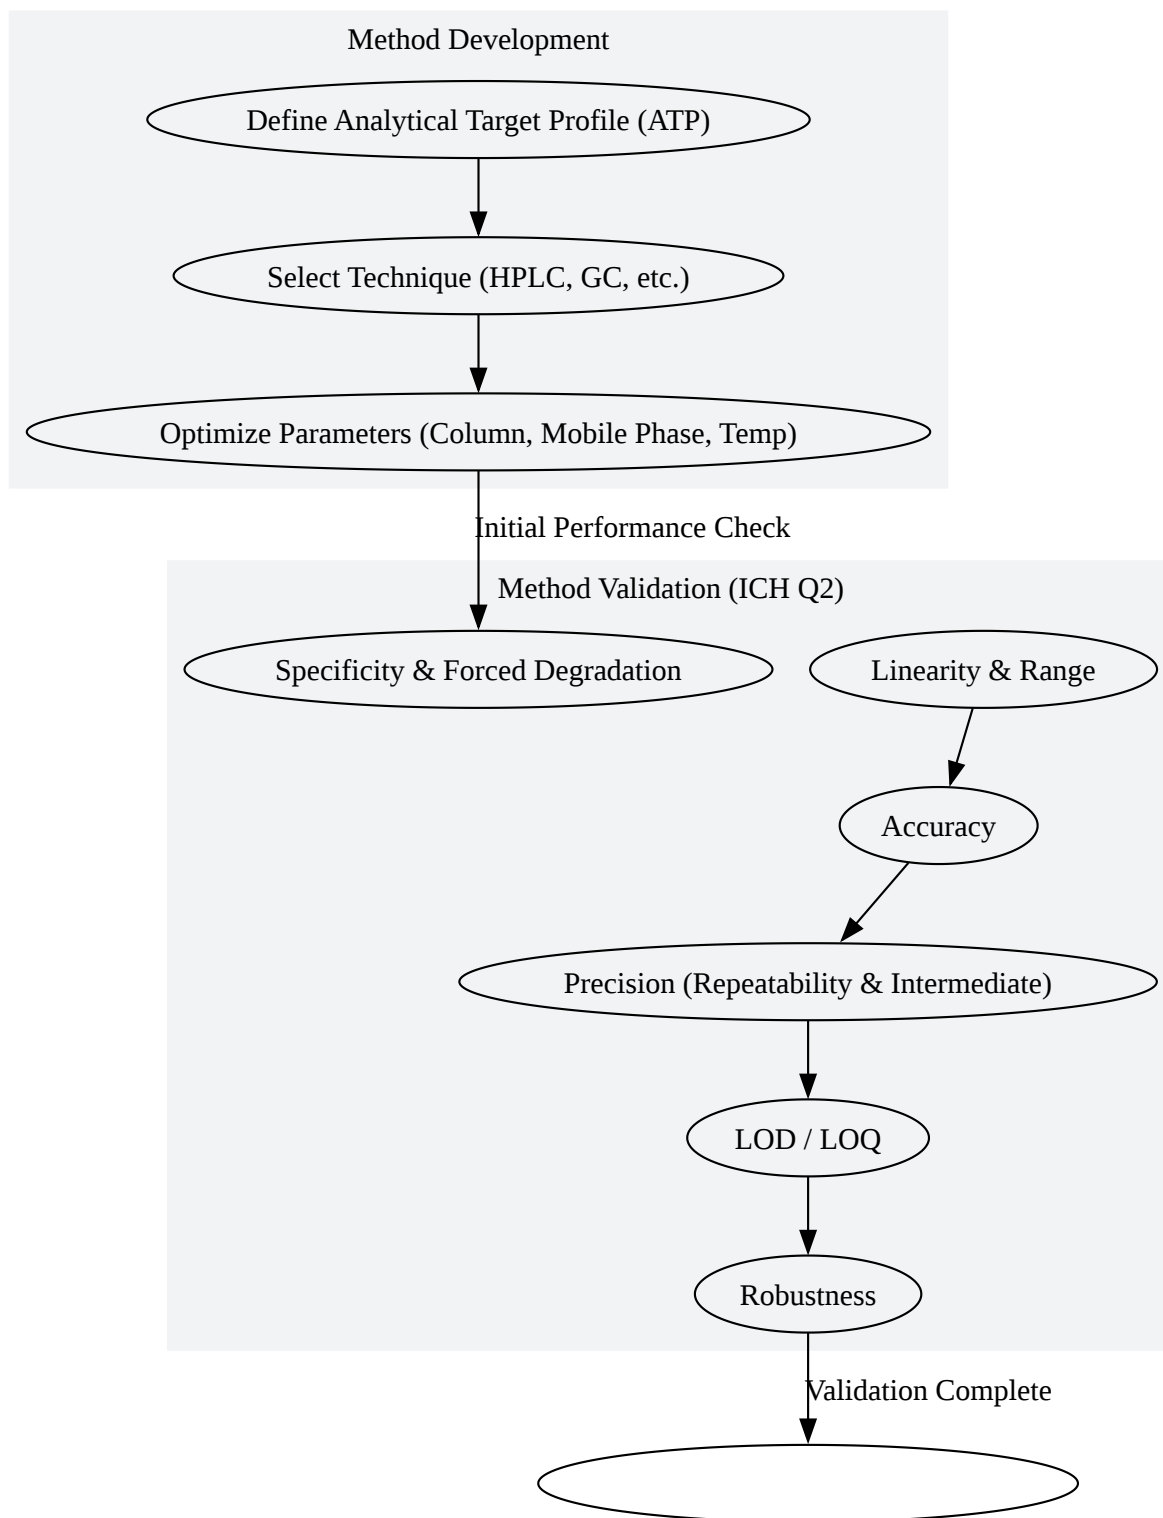 Method Development
Define Analytical Target Profile (ATP)
Select Technique (HPLC, GC, etc.)
Optimize Parameters (Column, Mobile Phase, Temp)
Initial Performance Check
Method Validation (ICH Q2)
Specificity & Forced Degradation
Linearity & Range
Accuracy
Precision (Repeatability & Intermediate)
LOD / LOQ
Robustness
Validation Complete